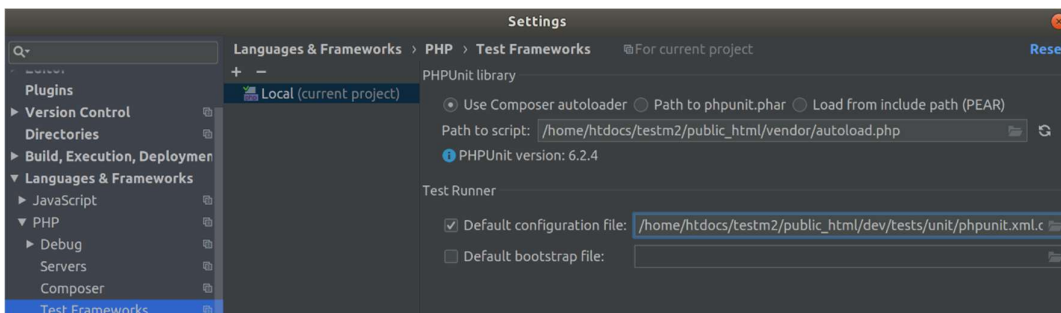 Settings
Languages & Frameworks › PHP › Test Frameworks For current project Rese
Plugins
Version Control
Directories
Build, Execution, Deploymen
Languages & Frameworks
JavaScript
PHP
Debug
Servers
Composer
Test Frameworks
+ −
Local (current project)
PHPUnit library
Use Composer autoloader Path to phpunit.phar Load from include path (PEAR)
Path to script: /home/htdocs/testm2/public_html/vendor/autoload.php
PHPUnit version: 6.2.4
Test Runner
Default configuration file: /home/htdocs/testm2/public_html/dev/tests/unit/phpunit.xml.c
Default bootstrap file: